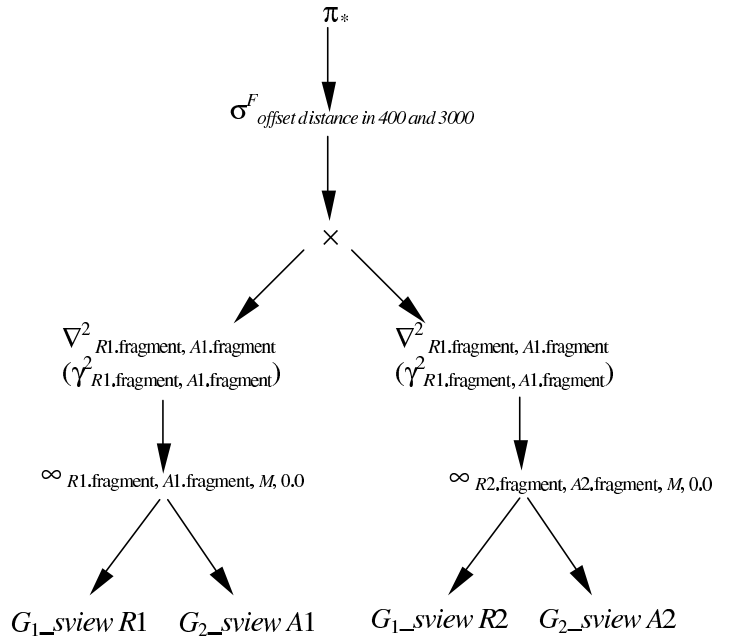 π*
σ^F offset distance in 400 and 3000
×
∇² R1.fragment, A1.fragment ∇² R1.fragment, A1.fragment
(γ² R1.fragment, A1.fragment) (γ² R1.fragment, A1.fragment)
∞ R1.fragment, A1.fragment, M, 0.0 ∞ R2.fragment, A2.fragment, M, 0.0
G₁_sview R1 G₂_sview A1 G₁_sview R2 G₂_sview A2